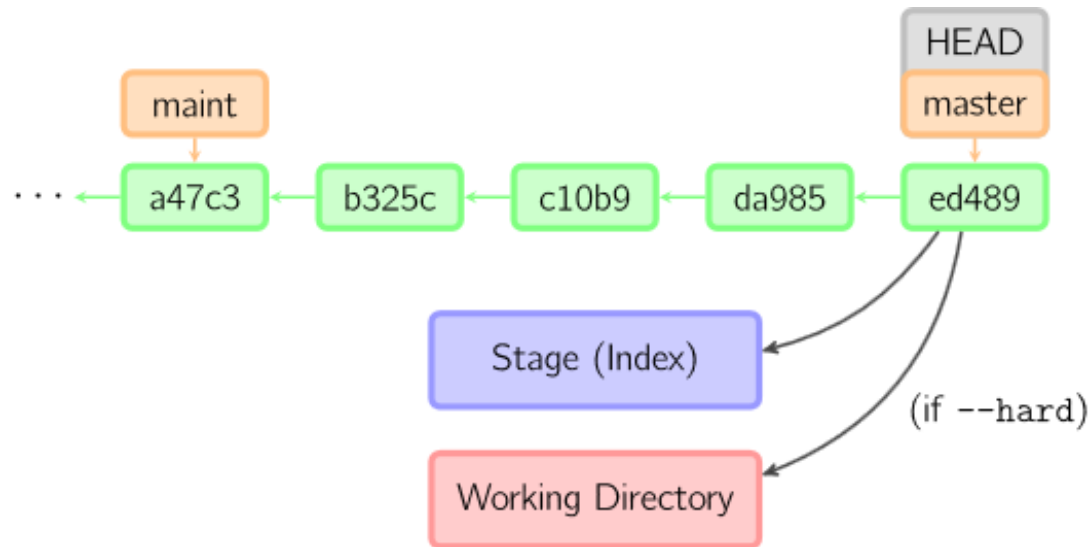 HEAD
maint
master
...
a47c3
b325c
c10b9
da985
ed489
Stage (Index)
(if --hard)
Working Directory